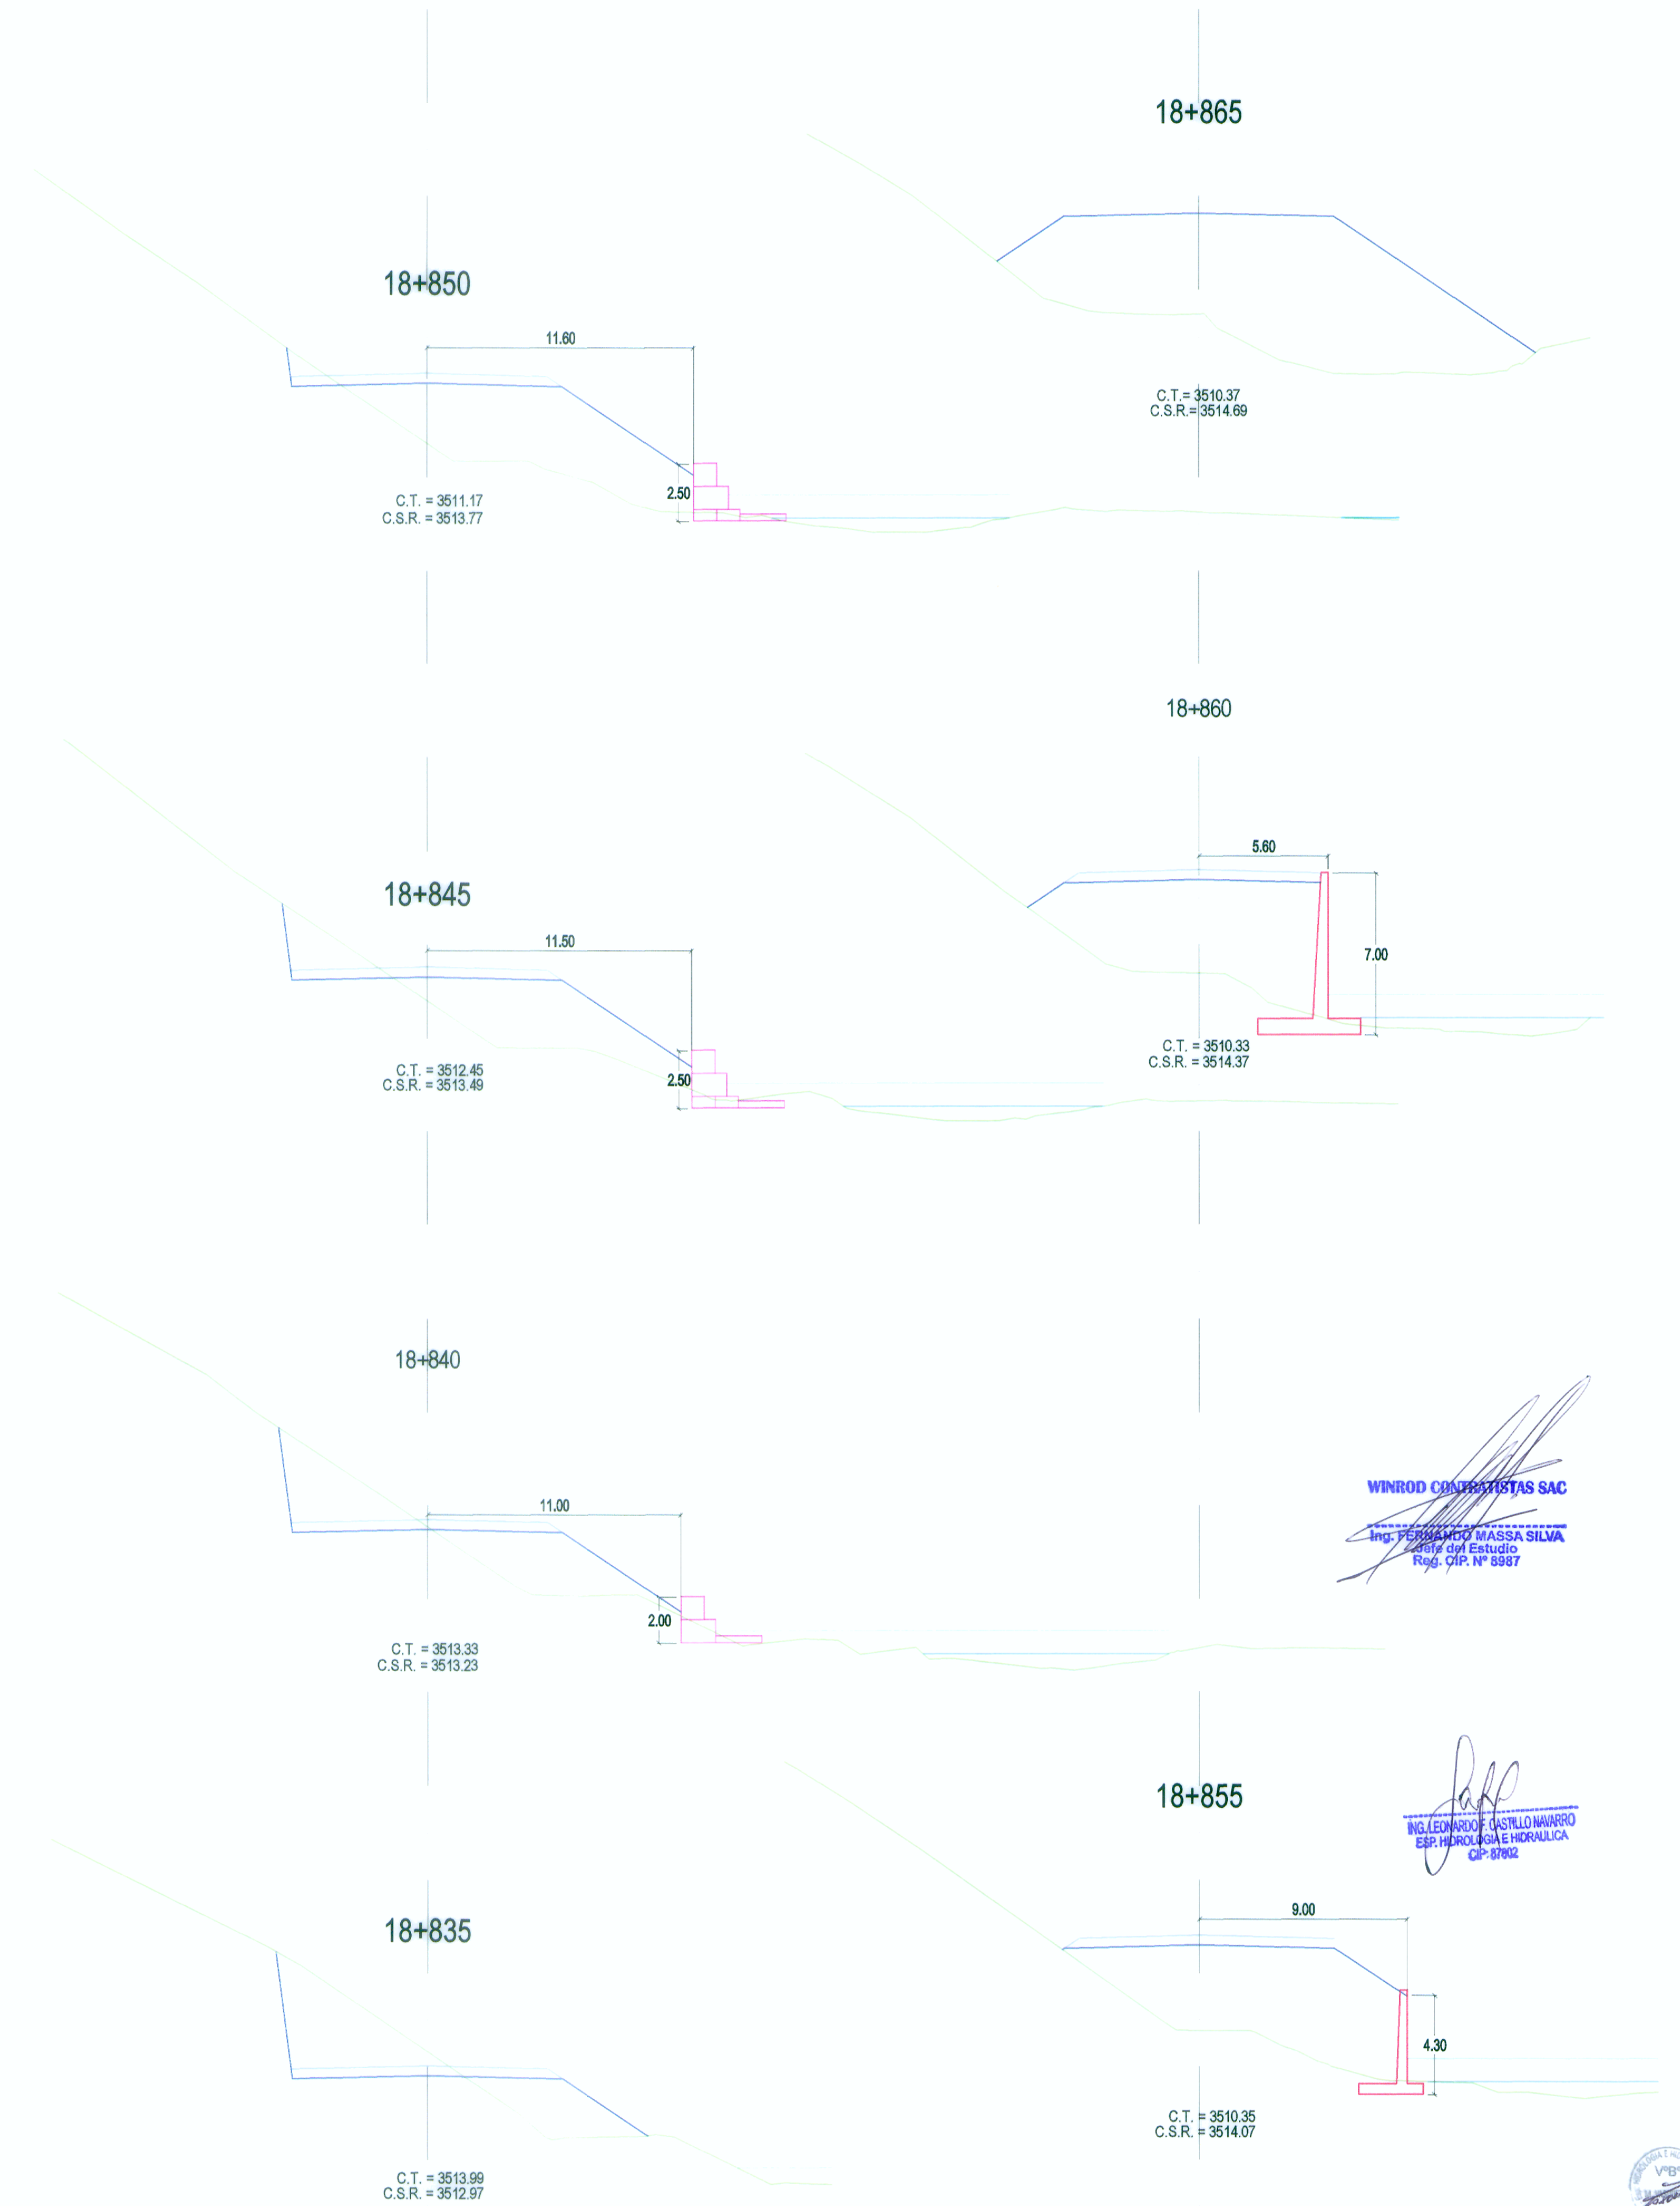 18+865
C.T.= 3510.37
C.S.R.= 3514.69
18+850
11.60
2.50
C.T. = 3511.17
C.S.R. = 3513.77
18+860
5.60
7.00
C.T. = 3510.33
C.S.R. = 3514.37
18+845
11.50
2.50
C.T. = 3512.45
C.S.R. = 3513.49
18+840
11.00
2.00
C.T. = 3513.33
C.S.R. = 3513.23
WINROD CONTRATISTAS SAC
Ing. FERNANDO MASSA SILVA
Jefe del Estudio
Reg. CIP. Nº 8987
18+855
9.00
4.30
C.T. = 3510.35
C.S.R. = 3514.07
ING. LEONARDO F. CASTILLO NAVARRO
ESP. HIDROLOGIA E HIDRAULICA
CIP: 87802
18+835
C.T. = 3513.99
C.S.R. = 3512.97
VºBº